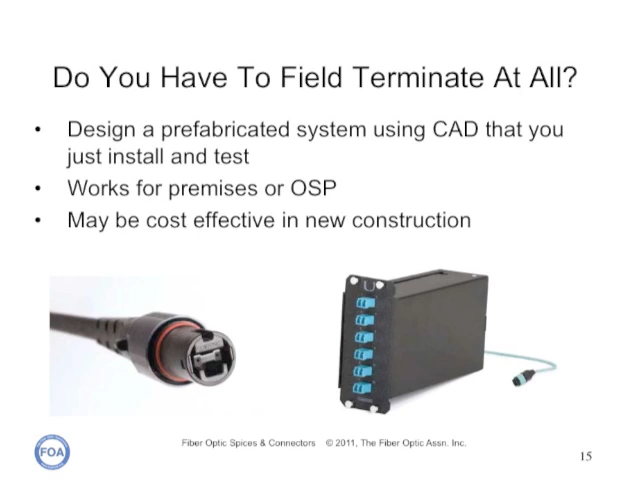 Do You Have To Field Terminate At All?
• Design a prefabricated system using CAD that you
just install and test
• Works for premises or OSP
• May be cost effective in new construction
FOA
Fiber Optic Spices & Connectors © 2011, The Fiber Optic Assn. Inc.
15